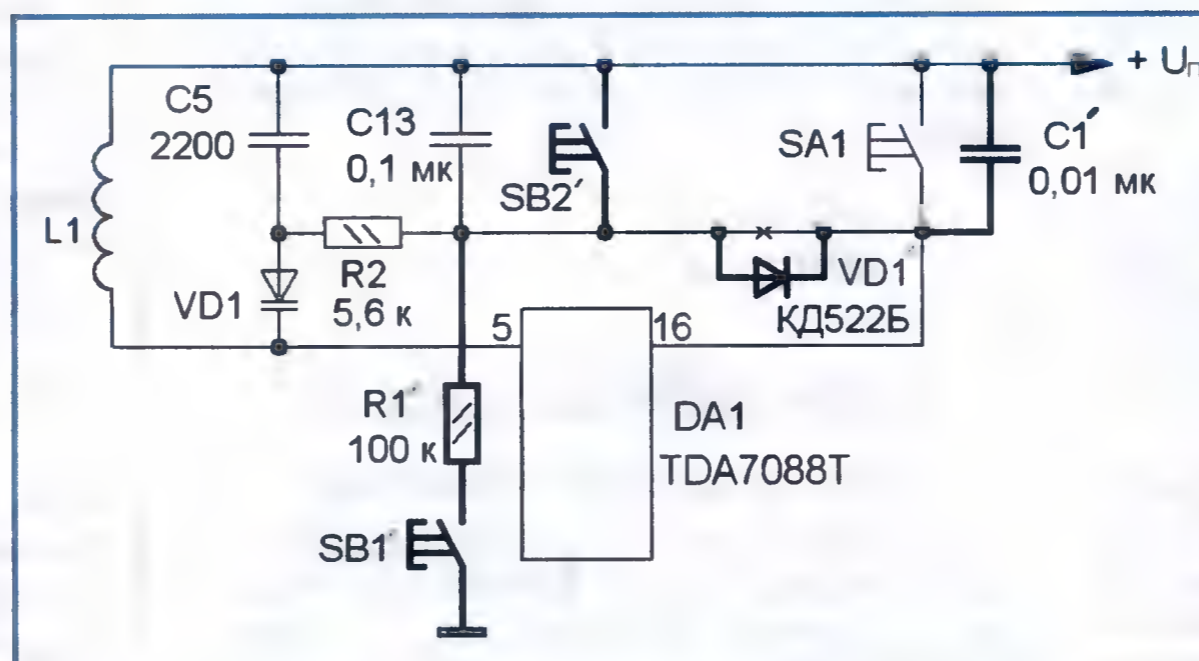 + Uп
C5
2200
C13
0,1 мк
SB2′
SA1
C1′
0,01 мк
L1
R2
5,6 к
VD1
VD1
КД522Б
5
16
R1′
100 к
DA1
TDA7088T
SB1′